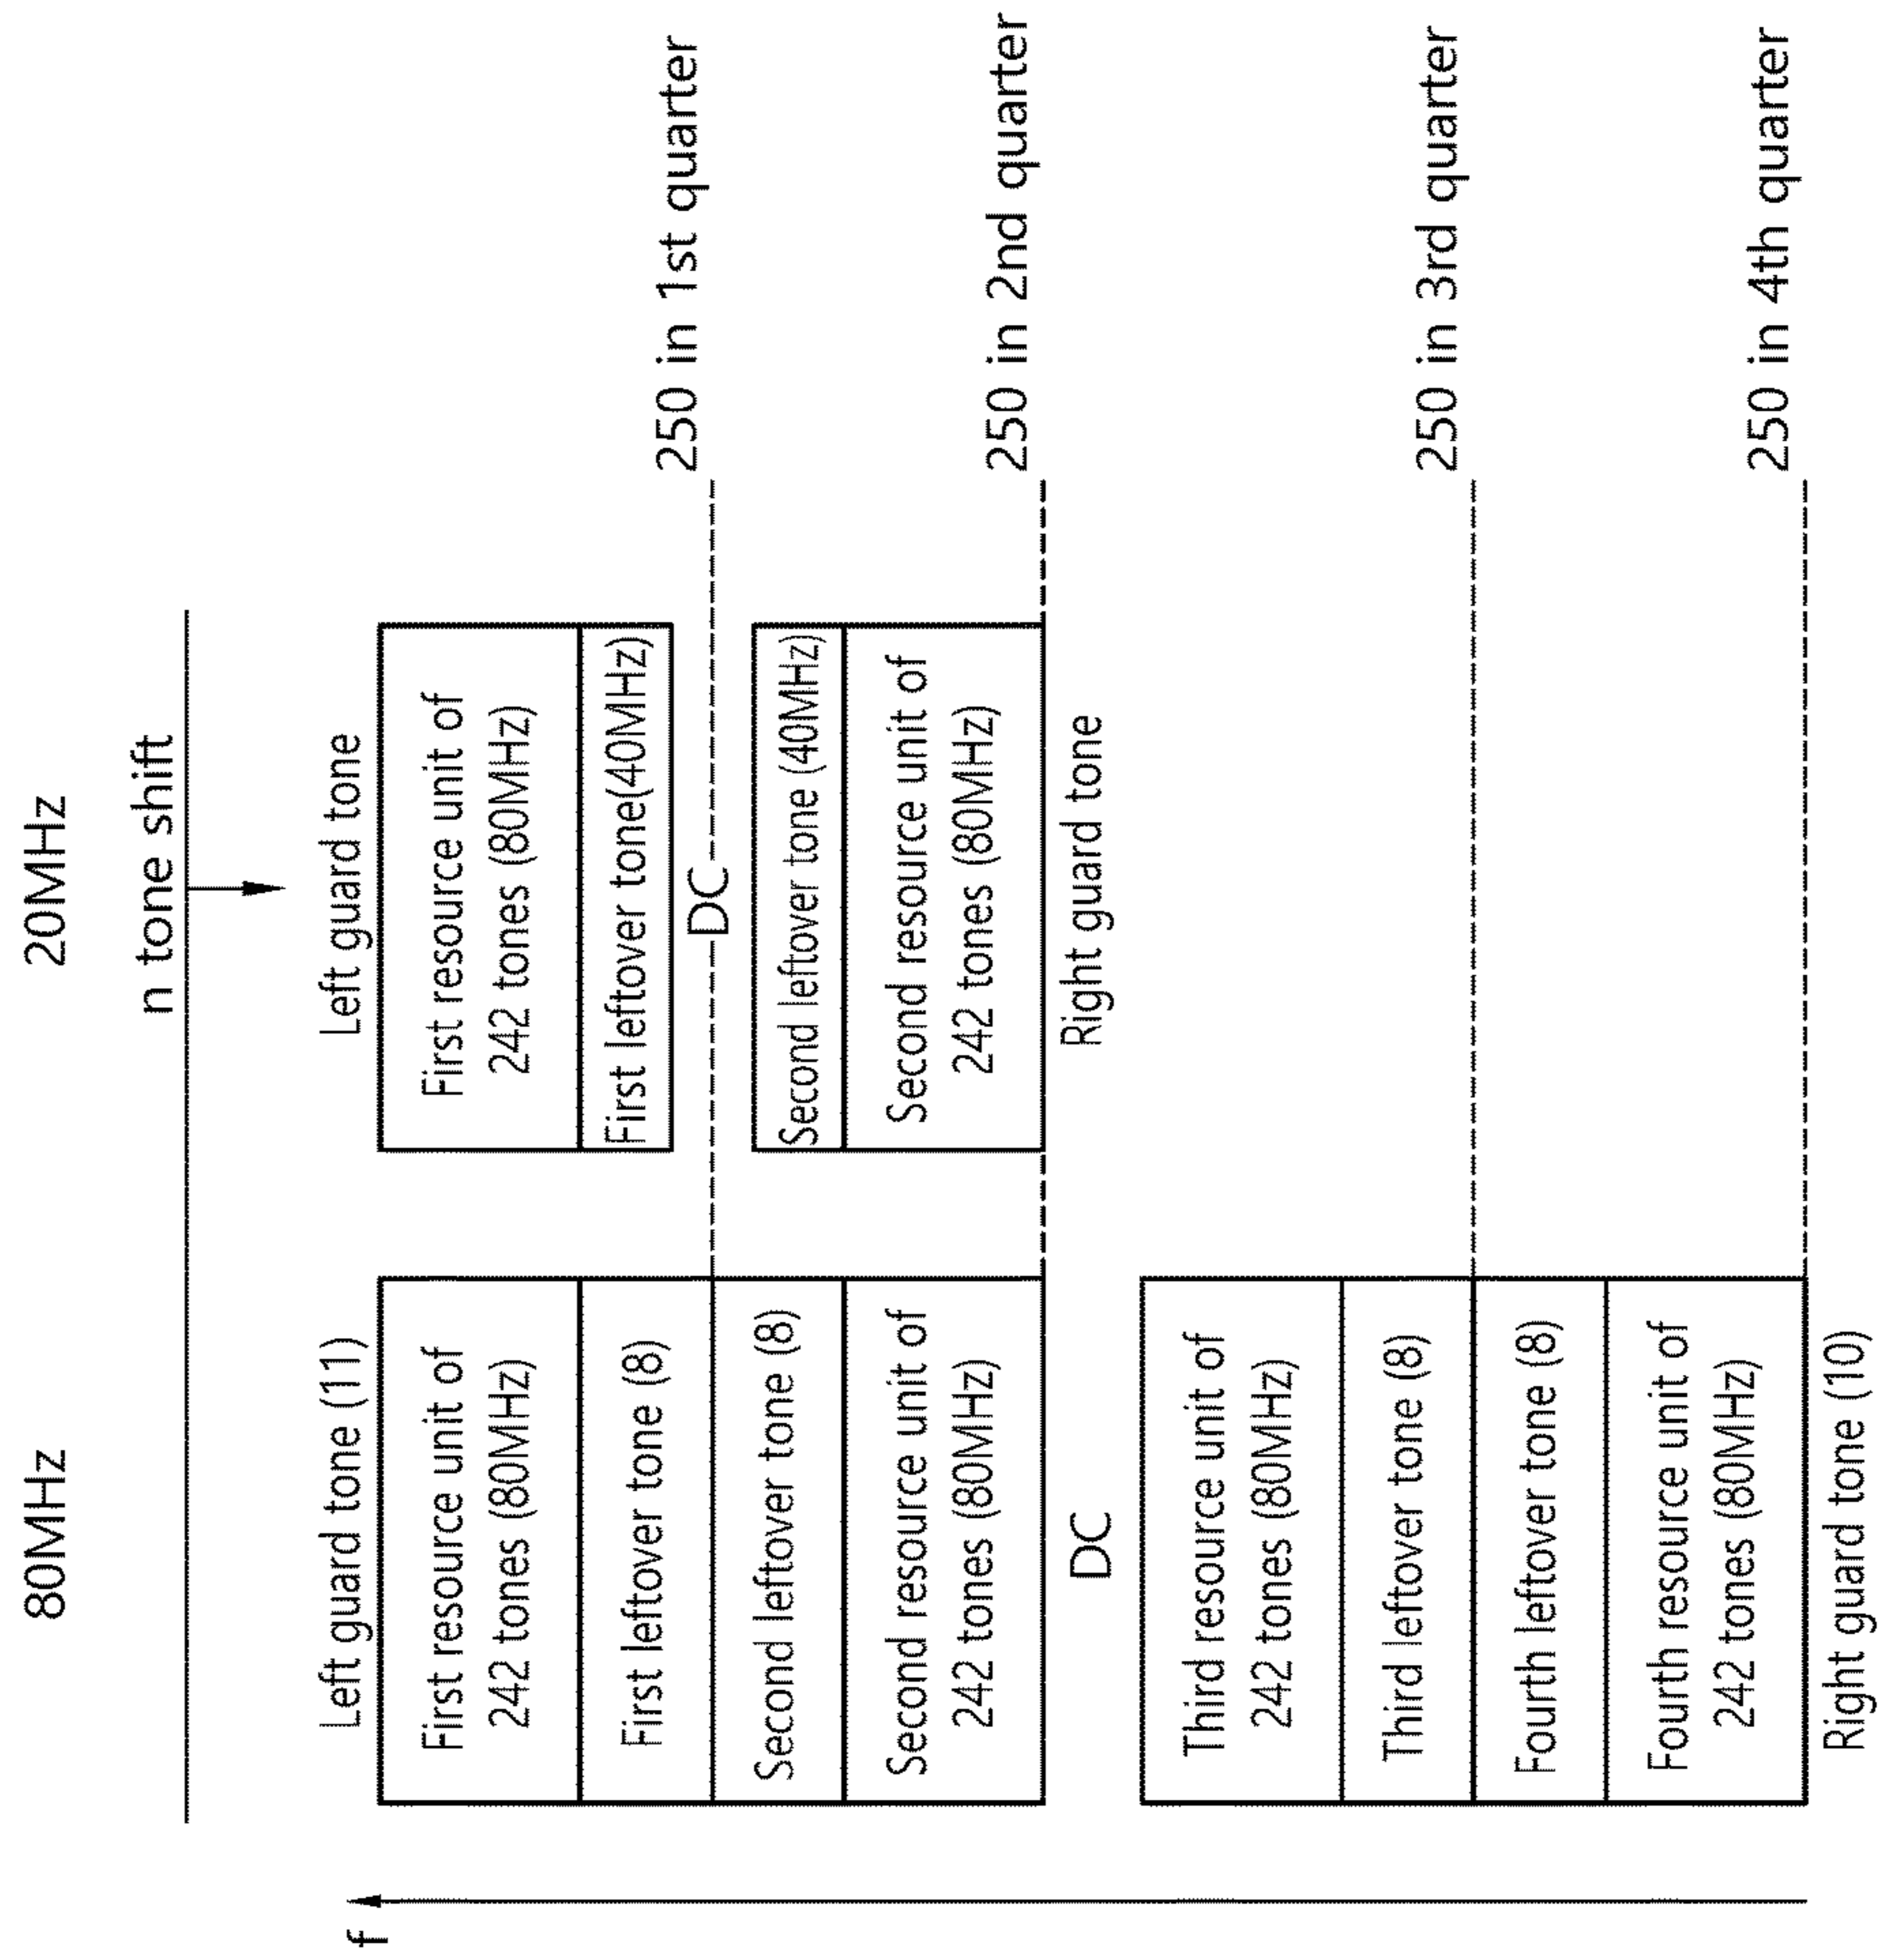 80MHz
20MHz
n tone shift
Left guard tone (11)
First resource unit of
242 tones (80MHz)
First leftover tone (8)
Second leftover tone (8)
Second resource unit of
242 tones (80MHz)
DC
Third resource unit of
242 tones (80MHz)
Third leftover tone (8)
Fourth leftover tone (8)
Fourth resource unit of
242 tones (80MHz)
Right guard tone (10)
Left guard tone
First resource unit of
242 tones (80MHz)
First leftover tone(40MHz)
DC
Second leftover tone (40MHz)
Second resource unit of
242 tones (80MHz)
Right guard tone
250 in 1st quarter
250 in 2nd quarter
250 in 3rd quarter
250 in 4th quarter
f